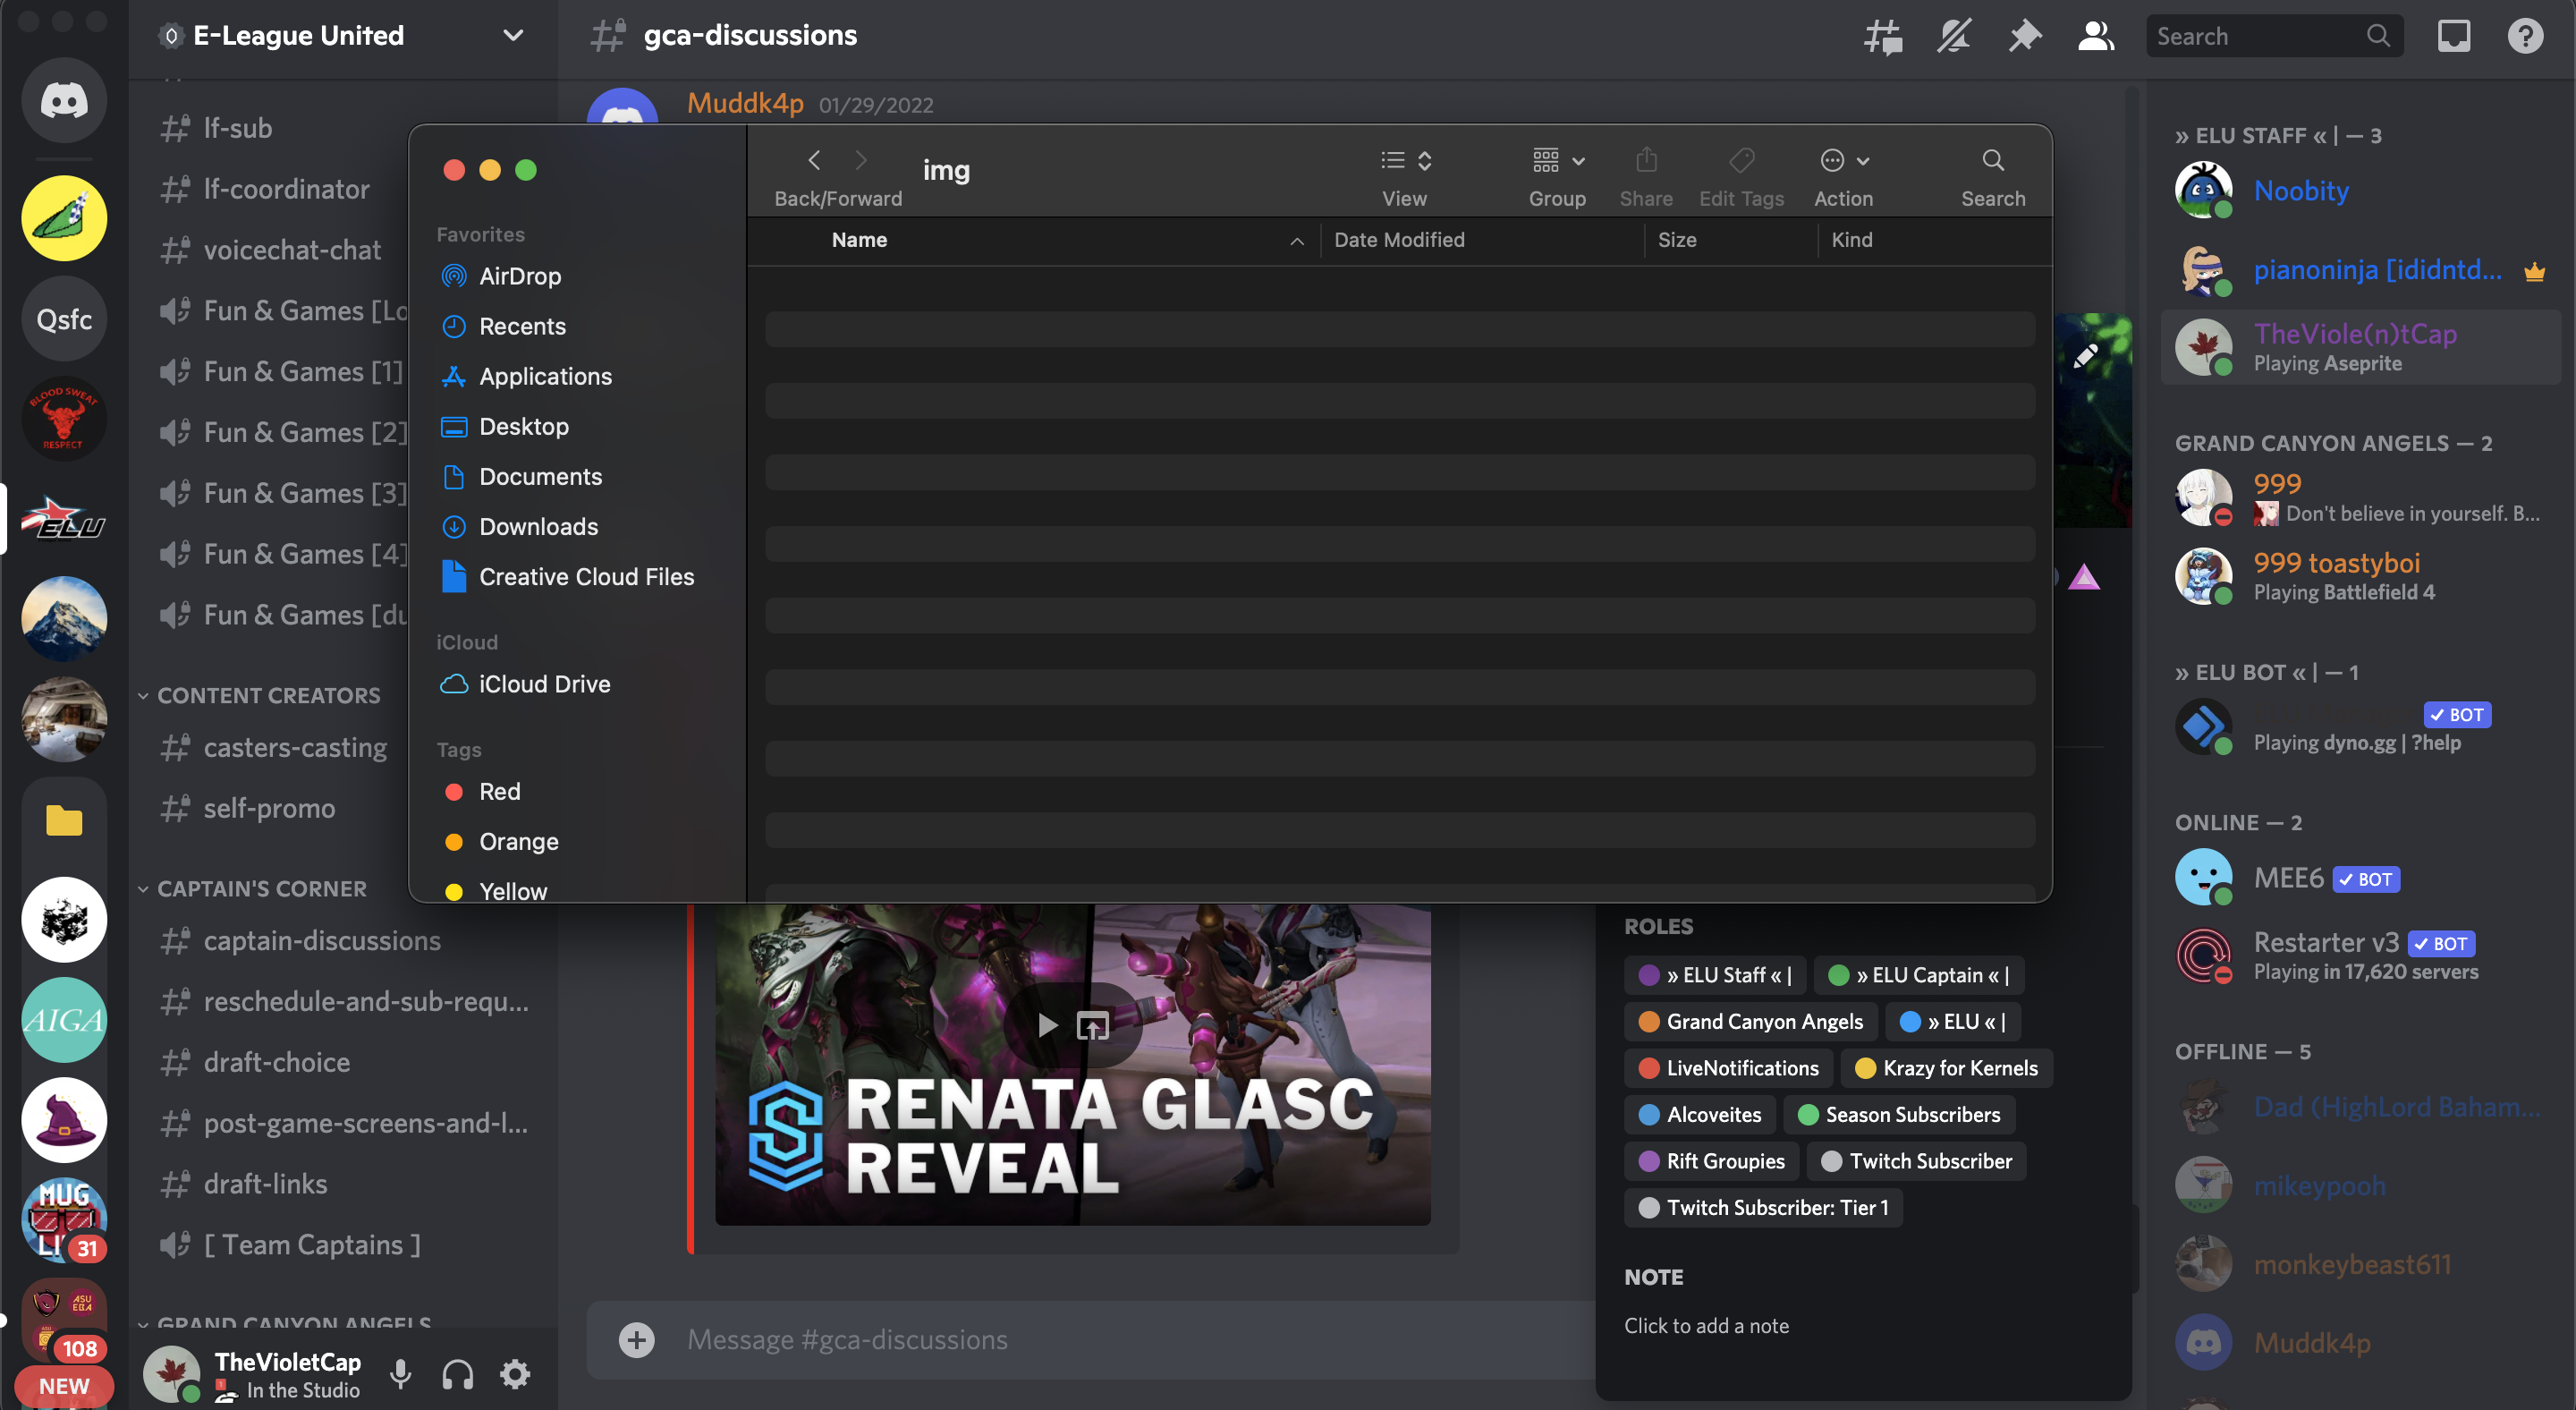 E-League United
lf-sub
lf-coordinator
voicechat-chat
Fun & Games [Lo
Fun & Games [1]
Fun & Games [2]
Fun & Games [3]
Fun & Games [4]
Fun & Games [du
CONTENT CREATORS
casters-casting
self-promo
CAPTAIN'S CORNER
captain-discussions
reschedule-and-sub-requ...
draft-choice
post-game-screens-and-l...
draft-links
[ Team Captains ]
GRAND CANYON ANGELS
TheVioletCap
In the Studio
Qsfc
BLOOD SWEAT
RESPECT
ELU
AIGA
MUG
LI
31
ASU
108
NEW
gca-discussions
Search
Muddk4p 01/29/2022
img
Back/Forward
View
Group
Share
Edit Tags
Action
Search
Favorites
AirDrop
Recents
Applications
Desktop
Documents
Downloads
Creative Cloud Files
iCloud
iCloud Drive
Tags
Red
Orange
Yellow
Name
Date Modified
Size
Kind
RENATA GLASC
REVEAL
Message #gca-discussions
ROLES
» ELU Staff « |
» ELU Captain « |
Grand Canyon Angels
» ELU « |
LiveNotifications
Krazy for Kernels
Alcoveites
Season Subscribers
Rift Groupies
Twitch Subscriber
Twitch Subscriber: Tier 1
NOTE
Click to add a note
» ELU STAFF « | — 3
Noobity
pianoninja [ididntd...
TheViole(n)tCap
Playing Aseprite
GRAND CANYON ANGELS — 2
999
Don't believe in yourself. B...
999 toastyboi
Playing Battlefield 4
» ELU BOT « | — 1
BOT
Playing dyno.gg | ?help
ONLINE — 2
MEE6 BOT
Restarter v3 BOT
Playing in 17,620 servers
OFFLINE — 5
Dad (HighLord Baham...
mikeypooh
monkeybeast611
Muddk4p